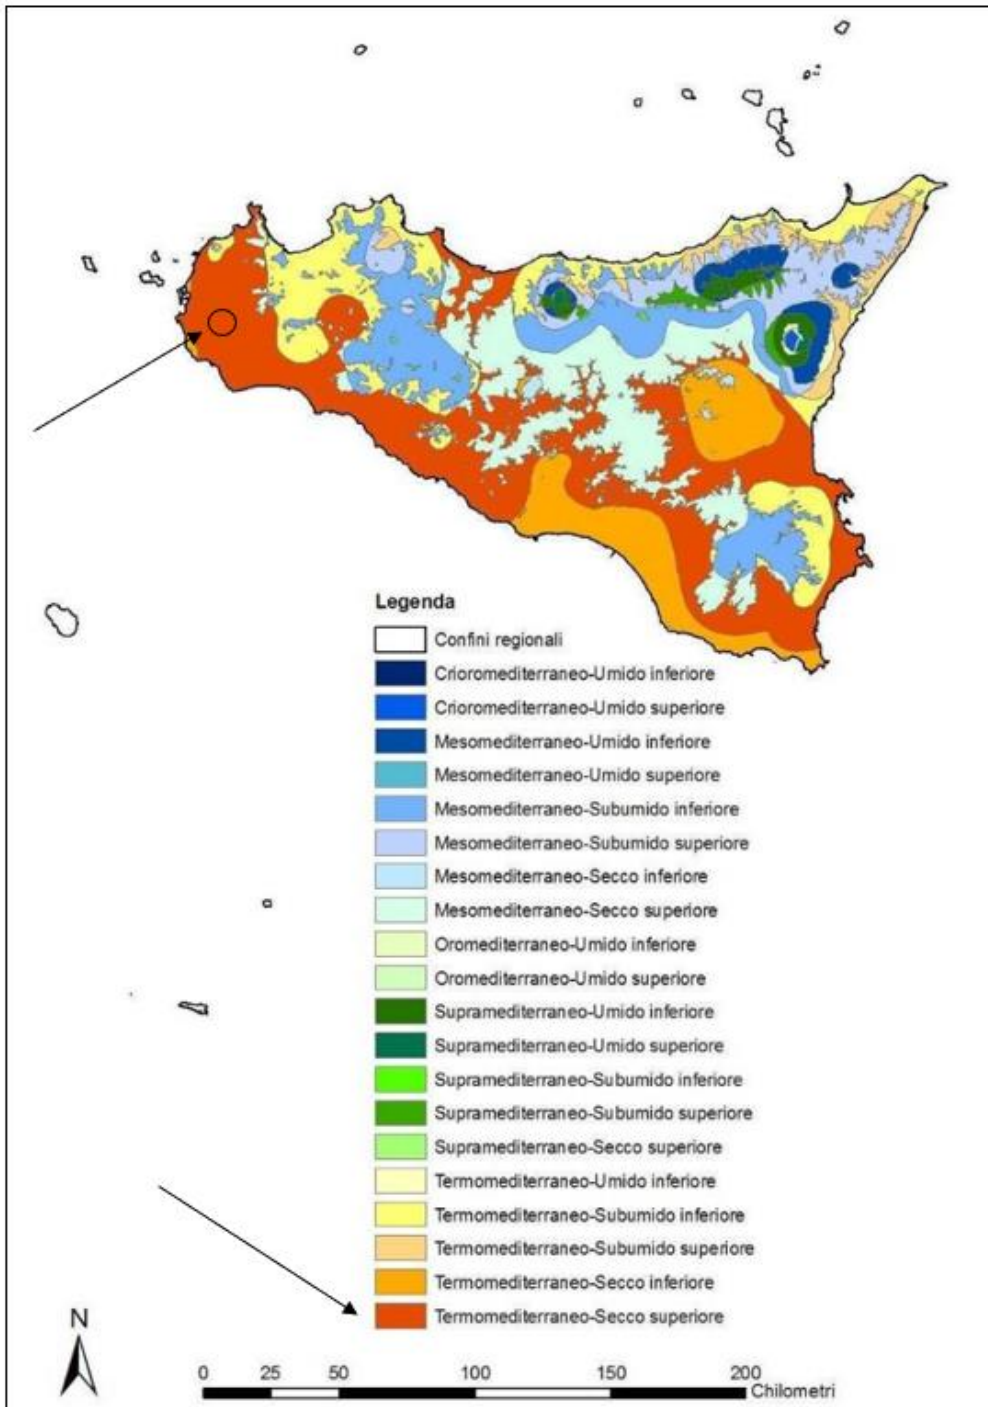 Legenda
Confini regionali
Crioromediterraneo-Umido inferiore
Crioromediterraneo-Umido superiore
Mesomediterraneo-Umido inferiore
Mesomediterraneo-Umido superiore
Mesomediterraneo-Subumido inferiore
Mesomediterraneo-Subumido superiore
Mesomediterraneo-Secco inferiore
Mesomediterraneo-Secco superiore
Oromediterraneo-Umido inferiore
Oromediterraneo-Umido superiore
Supramediterraneo-Umido inferiore
Supramediterraneo-Umido superiore
Supramediterraneo-Subumido inferiore
Supramediterraneo-Subumido superiore
Supramediterraneo-Secco superiore
Termomediterraneo-Umido inferiore
Termomediterraneo-Subumido inferiore
Termomediterraneo-Subumido superiore
Termomediterraneo-Secco inferiore
Termomediterraneo-Secco superiore
N
0 25 50 100 150 200
Chilometri